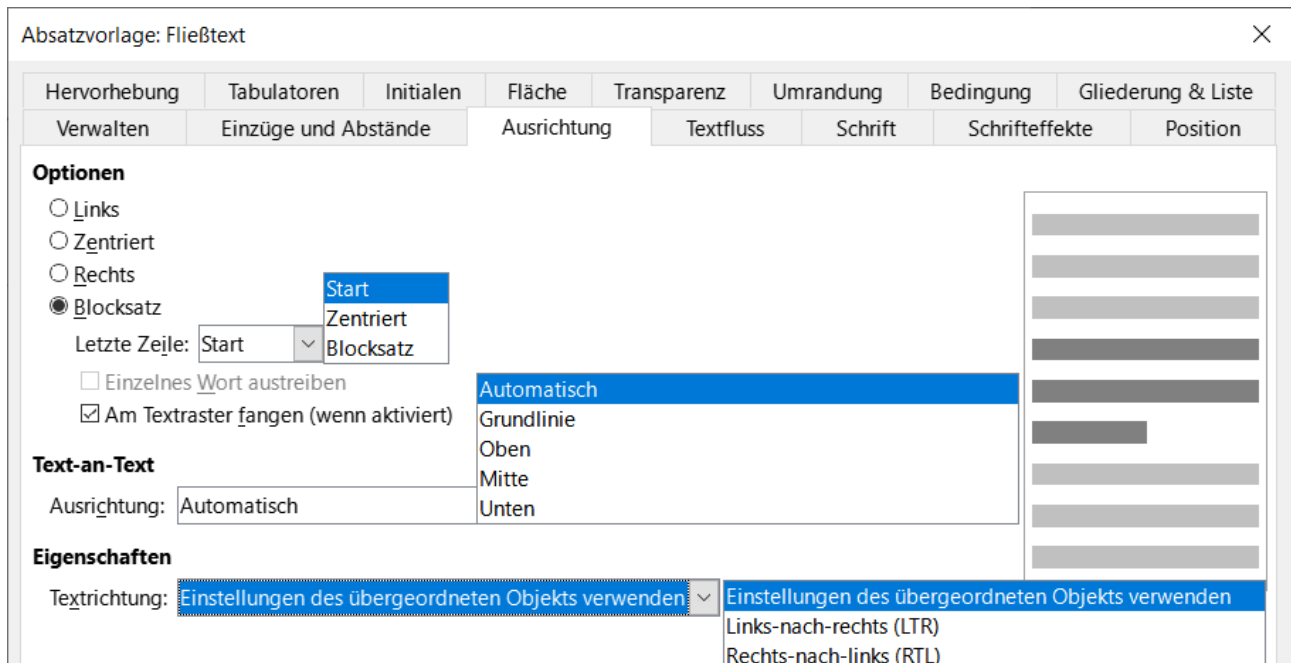 Absatzvorlage: Fließtext
Hervorhebung Tabulatoren Initialen Fläche Transparenz Umrandung Bedingung Gliederung & Liste
Verwalten Einzüge und Abstände Ausrichtung Textfluss Schrift Schrifteffekte Position
Optionen
Links
Zentriert
Rechts
Blocksatz
Letzte Zeile: Start
Start
Zentriert
Blocksatz
Einzelnes Wort austreiben
Am Textraster fangen (wenn aktiviert)
Text-an-Text
Ausrichtung: Automatisch
Automatisch
Grundlinie
Oben
Mitte
Unten
Eigenschaften
Textrichtung: Einstellungen des übergeordneten Objekts verwenden
Einstellungen des übergeordneten Objekts verwenden
Links-nach-rechts (LTR)
Rechts-nach-links (RTL)